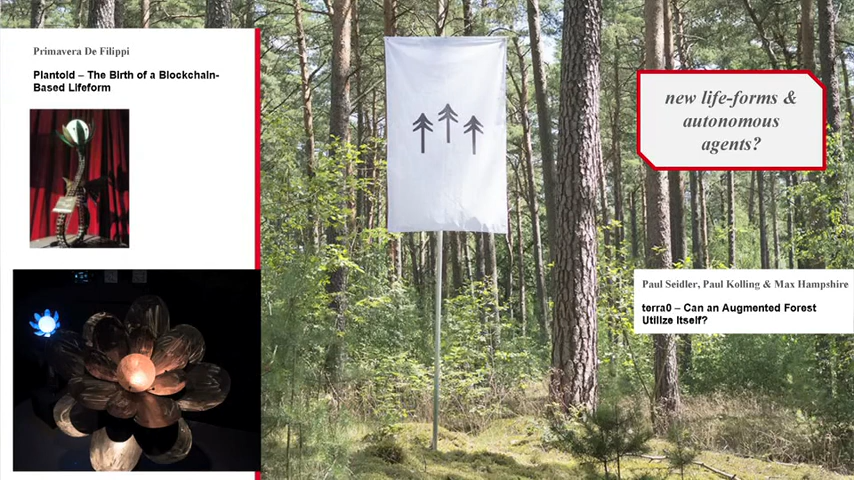 Primavera De Filippi
Plantoid – The Birth of a Blockchain-
Based Lifeform
new life-forms &
autonomous
agents?
Paul Seidler, Paul Kolling & Max Hampshire
terra0 – Can an Augmented Forest
Utilize Itself?